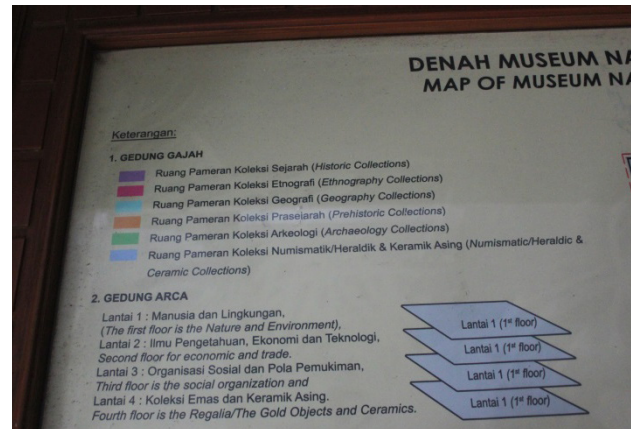 DENAH MUSEUM NA
MAP OF MUSEUM NA
Keterangan:
1. GEDUNG GAJAH
Ruang Pameran Koleksi Sejarah (Historic Collections)
Ruang Pameran Koleksi Etnografi (Ethnography Collections)
Ruang Pameran Koleksi Geografi (Geography Collections)
Ruang Pameran Koleksi Prasejarah (Prehistoric Collections)
Ruang Pameran Koleksi Arkeologi (Archaeology Collections)
Ruang Pameran Koleksi Numismatik/Heraldik & Keramik Asing (Numismatic/Heraldic &
Ceramic Collections)
2. GEDUNG ARCA
Lantai 1 : Manusia dan Lingkungan,
(The first floor is the Nature and Environment),
Lantai 2 : Ilmu Pengetahuan, Ekonomi dan Teknologi,
Second floor for economic and trade.
Lantai 3 : Organisasi Sosial dan Pola Pemukiman,
Third floor is the social organization and
Lantai 4 : Koleksi Emas dan Keramik Asing.
Fourth floor is the Regalia/The Gold Objects and Ceramics.
Lantai 1 (1st floor)
Lantai 1 (1st floor)
Lantai 1 (1st floor)
Lantai 1 (1st floor)